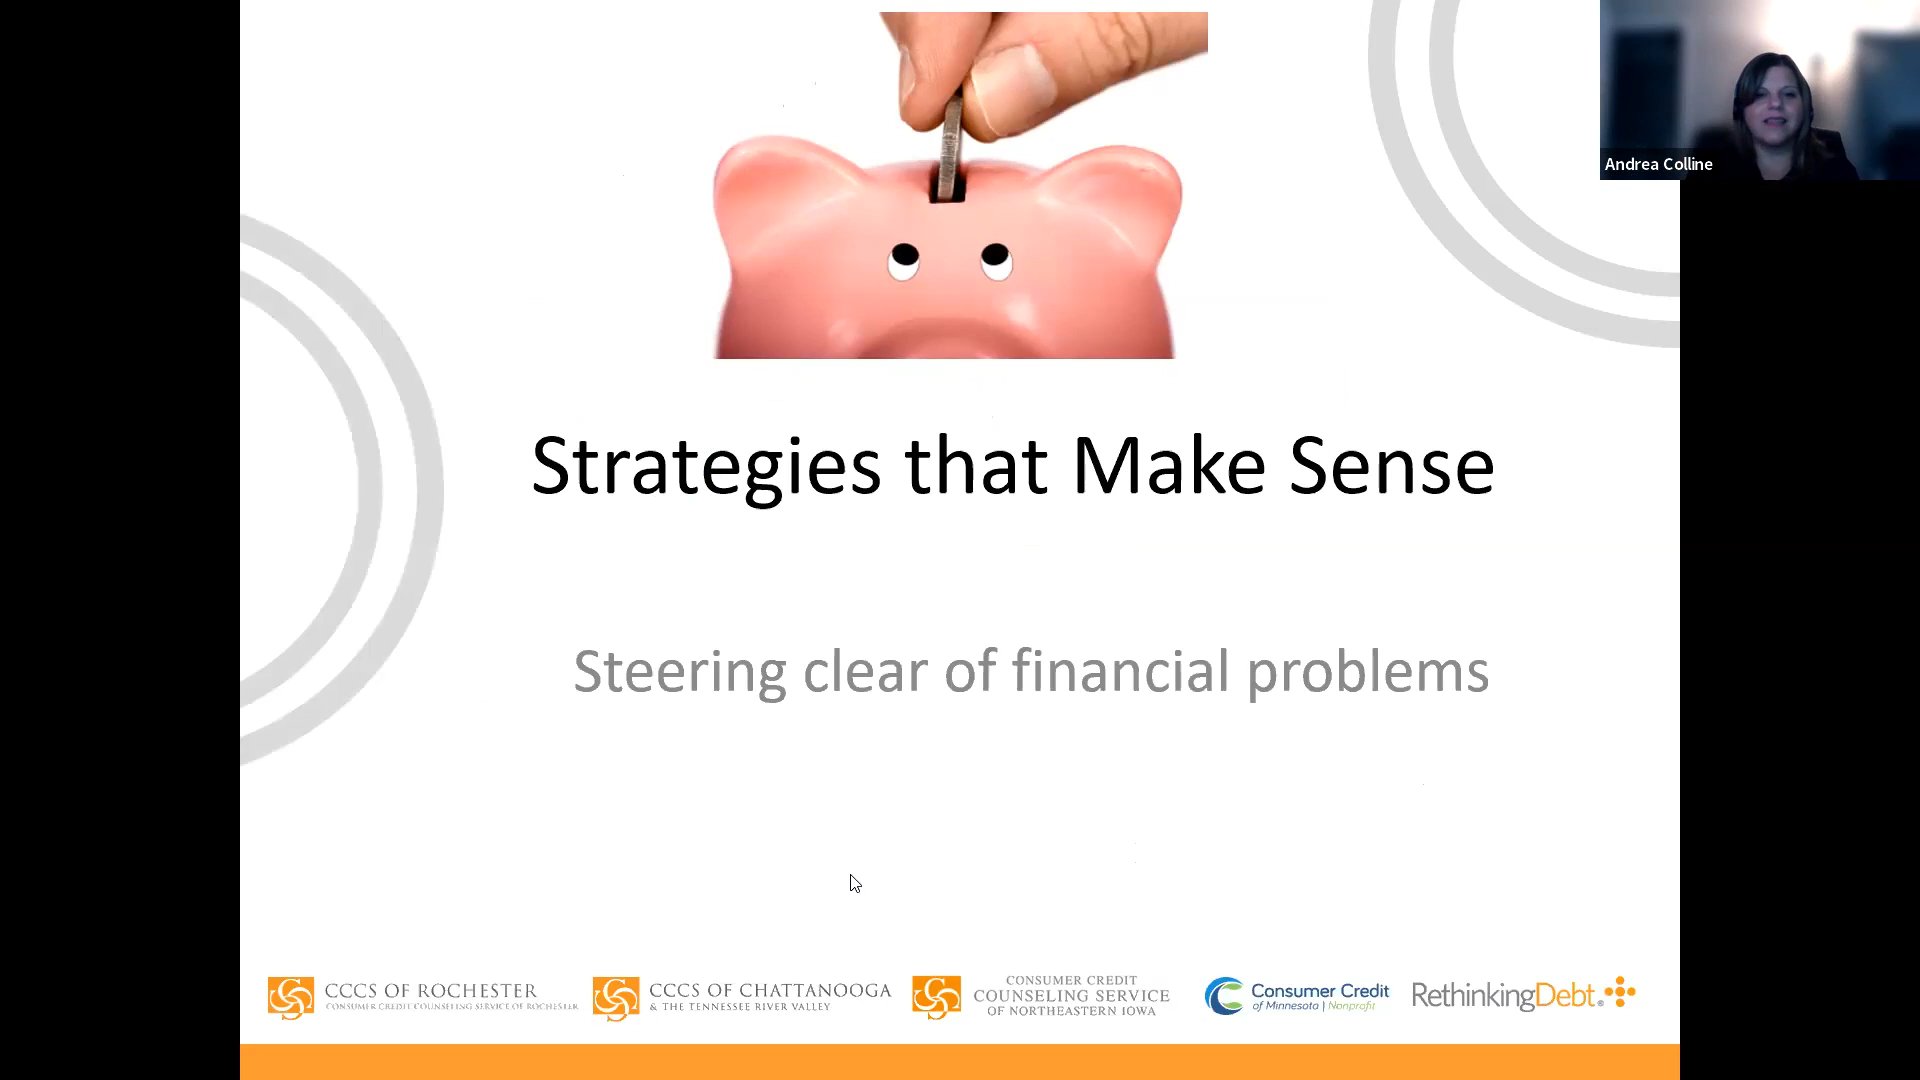 Andrea Colline
Strategies that Make Sense
Steering clear of financial problems
CCCS OF ROCHESTER
CONSUMER CREDIT COUNSELING SERVICE OF ROCHESTER
CCCS OF CHATTANOOGA
& THE TENNESSEE RIVER VALLEY
CONSUMER CREDIT
COUNSELING SERVICE
OF NORTHEASTERN IOWA
Consumer Credit
of Minnesota | Nonprofit
RethinkingDebt®